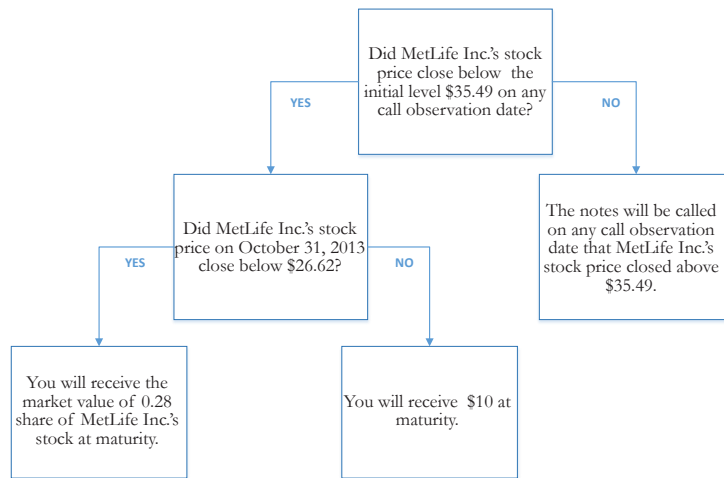 Did MetLife Inc.'s stock
price close below the
initial level $35.49 on any
call observation date?
YES
NO
Did MetLife Inc.'s stock
price on October 31, 2013
close below $26.62?
The notes will be called
on any call observation
date that MetLife Inc.'s
stock price closed above
$35.49.
YES
NO
You will receive the
market value of 0.28
share of MetLife Inc.'s
stock at maturity.
You will receive $10 at
maturity.